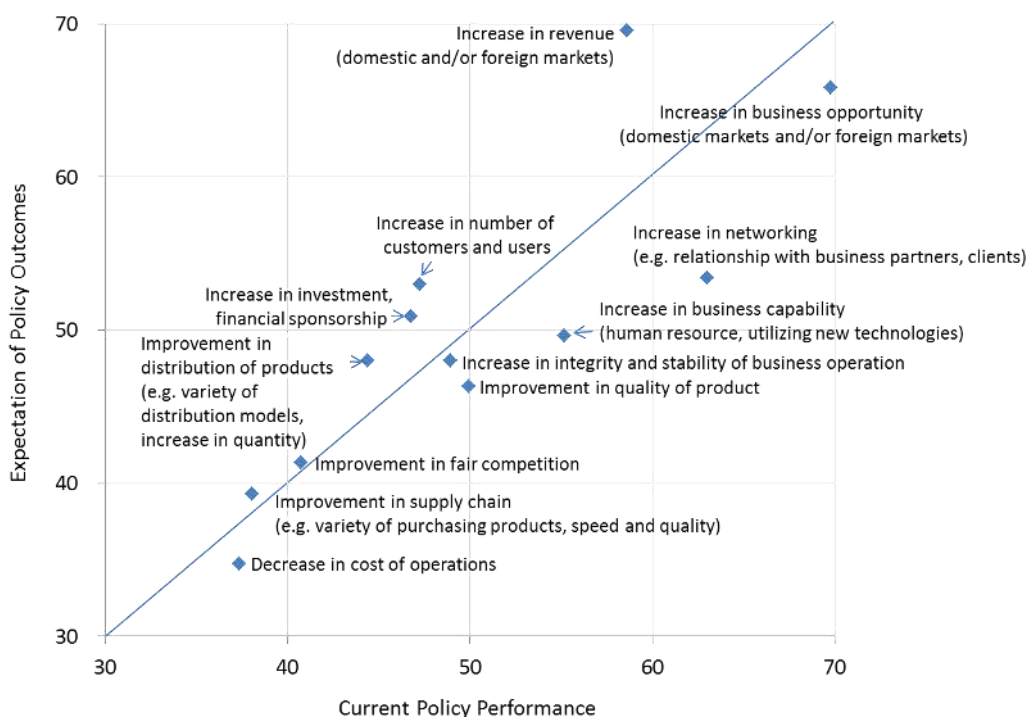 70
Increase in revenue
(domestic and/or foreign markets)
Increase in business opportunity
(domestic markets and/or foreign markets)
60
Increase in number of
customers and users
Increase in networking
(e.g. relationship with business partners, clients)
Increase in investment,
financial sponsorship
Increase in business capability
(human resource, utilizing new technologies)
50
Improvement in
distribution of products
(e.g. variety of
distribution models,
increase in quantity)
Increase in integrity and stability of business operation
Improvement in quality of product
Improvement in fair competition
40
Improvement in supply chain
(e.g. variety of purchasing products, speed and quality)
Decrease in cost of operations
30
Expectation of Policy Outcomes
30 40 50 60 70
Current Policy Performance